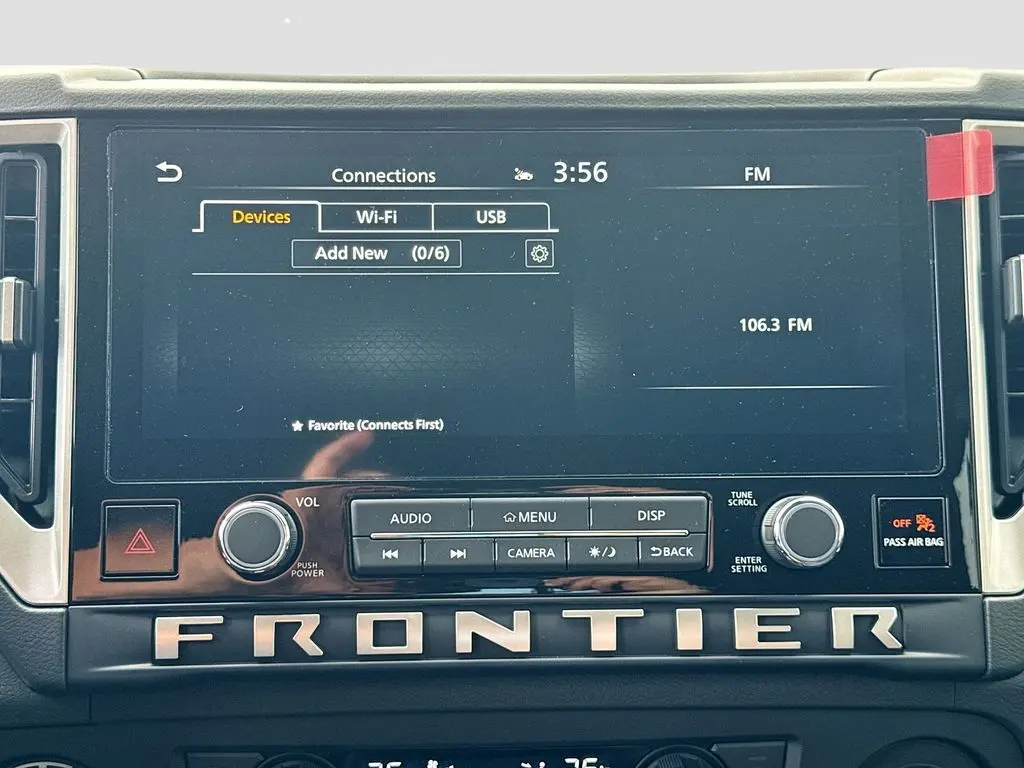 Connections 3:56 FM
Devices Wi-Fi USB
Add New (0/6)
106.3 FM
★ Favorite (Connects First)
VOL
PUSH
POWER
AUDIO MENU DISP
CAMERA BACK
TUNE
SCROLL
ENTER
SETTING
OFF 2
PASS AIR BAG
FRONTIER